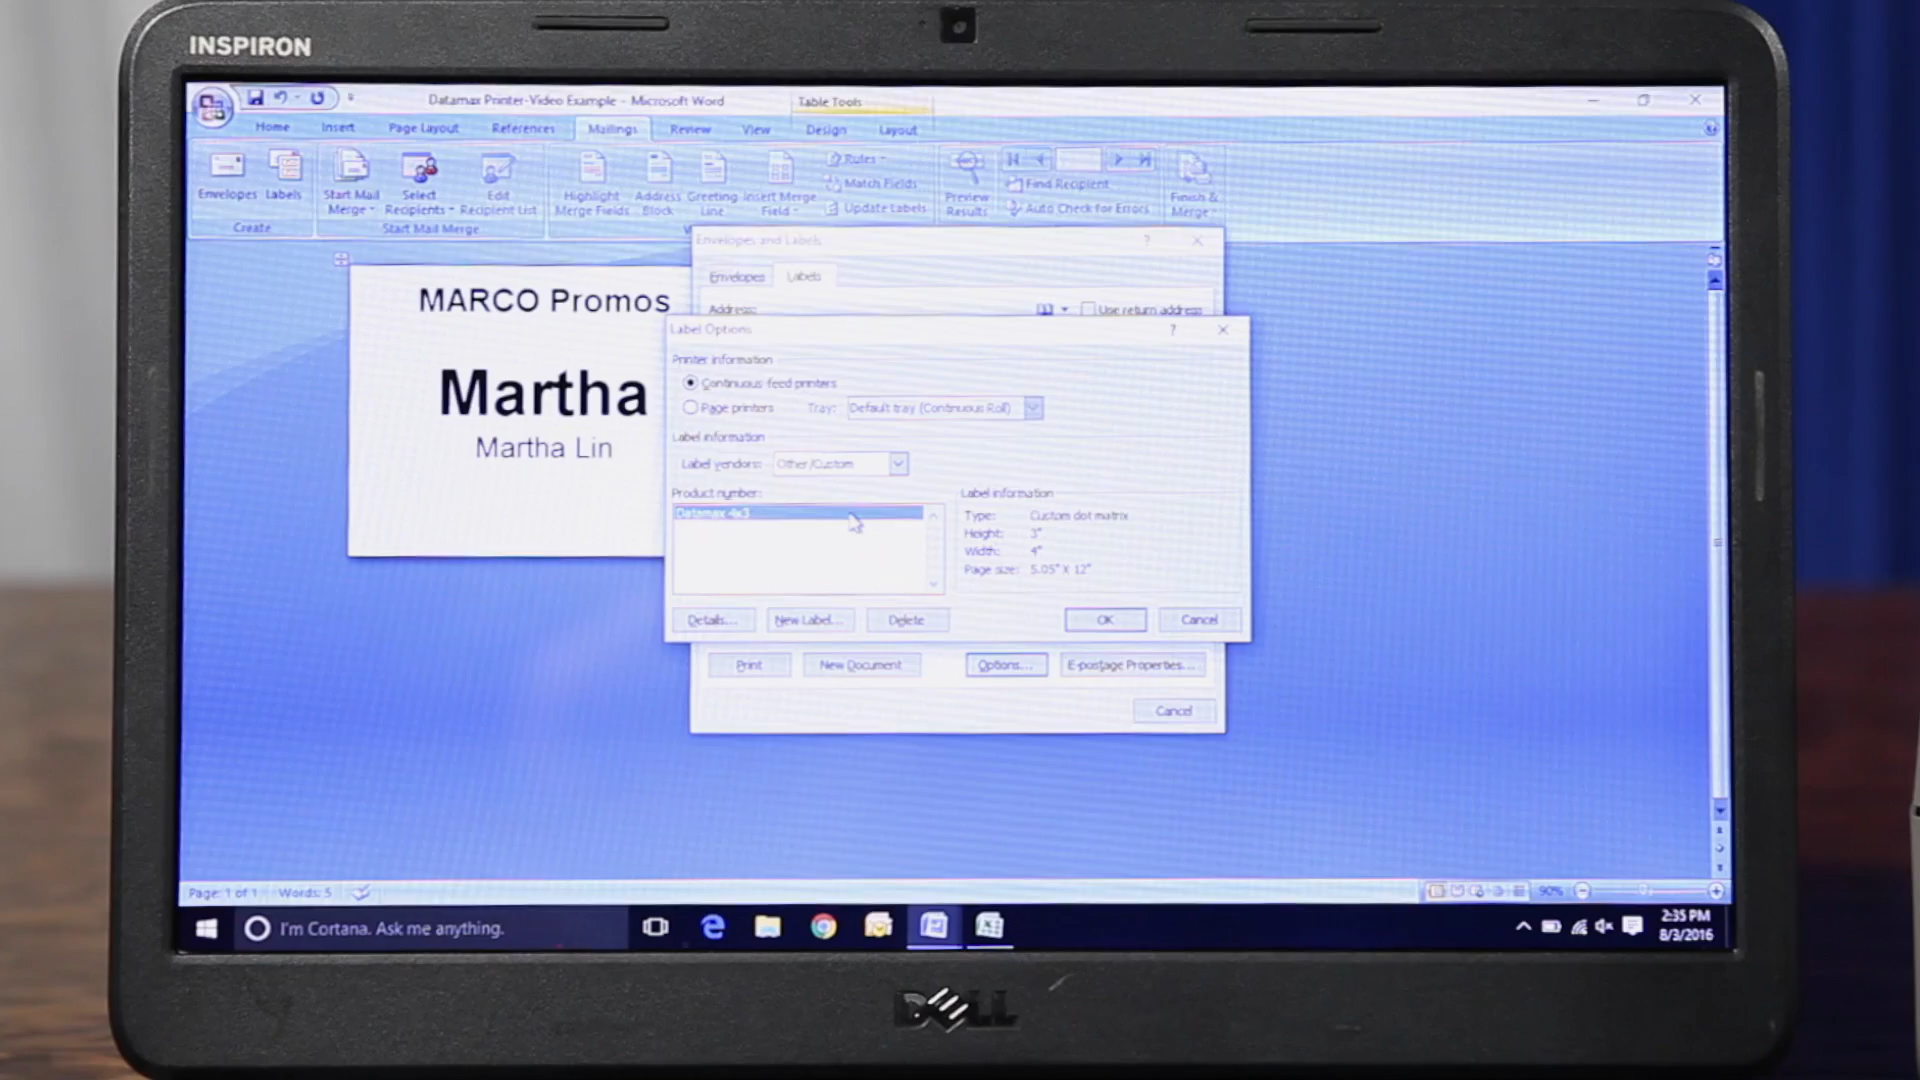 INSPIRON
Datamax Printer-Video Example - Microsoft Word
Table Tools
Home Insert Page Layout References Mailings Review View Design Layout
Envelopes
Labels
Start Mail Merge
Select Recipients
Edit Recipient List
Highlight Merge Fields
Address Block
Greeting Line
Insert Merge Field
Rules
Match Fields
Update Labels
Preview Results
Find Recipient
Auto Check for Errors
Finish & Merge
Create
Start Mail Merge
Envelopes and Labels
Envelopes Labels
Address:
Use return address
MARCO Promos
Martha
Martha Lin
Label Options
Printer information
Continuous-feed printers
Page printers Tray: Default tray (Continuous Roll)
Label information
Label vendors: Other/Custom
Product number:
Datamax 4x3
Label information
Type: Custom dot matrix
Height: 3"
Width: 4"
Page size: 5.05" X 12"
Details... New Label... Delete OK Cancel
Print New Document Options... E-postage Properties...
Cancel
Page: 1 of 1 Words: 5
90%
I'm Cortana. Ask me anything.
2:35 PM
8/3/2016
DELL